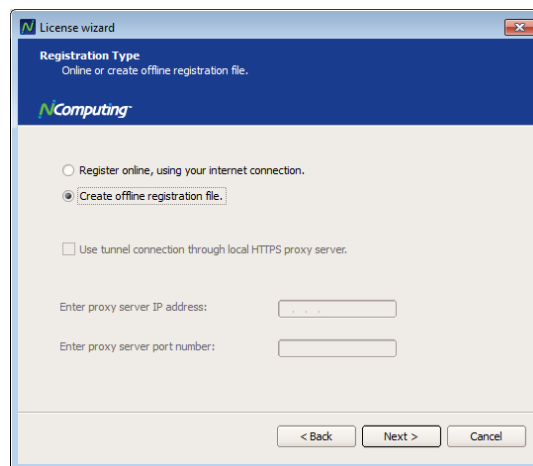 License wizard
Registration Type
Online or create offline registration file.
NComputing
Register online, using your internet connection.
Create offline registration file.
Use tunnel connection through local HTTPS proxy server.
Enter proxy server IP address:
Enter proxy server port number:
< Back Next > Cancel